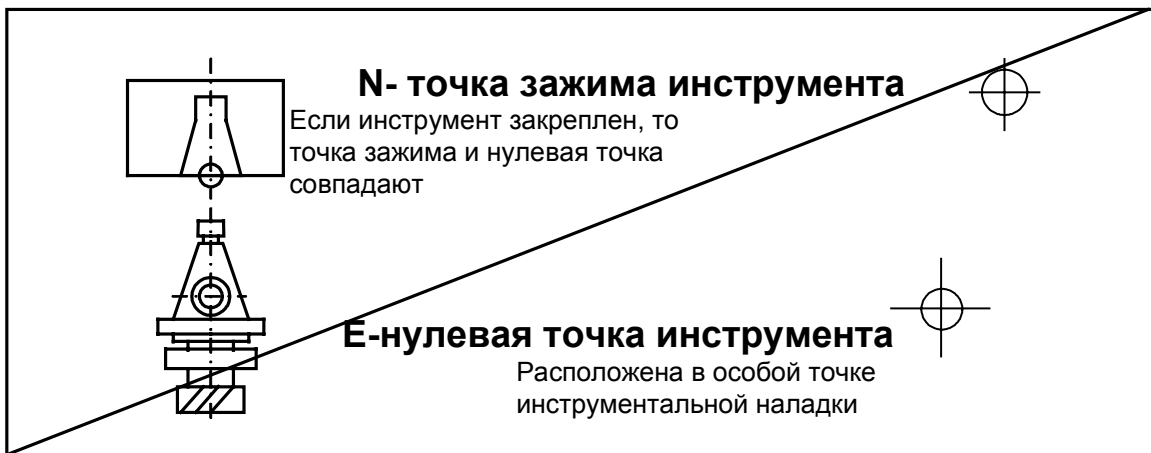 N- точка зажима инструмента
Если инструмент закреплен, то
точка зажима и нулевая точка
совпадают
E-нулевая точка инструмента
Расположена в особой точке
инструментальной наладки